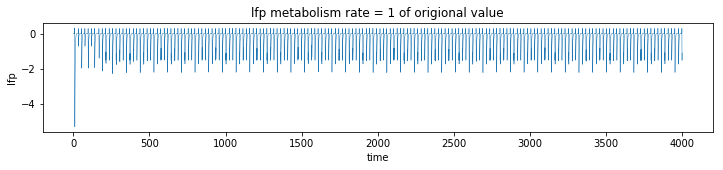 lfp metabolism rate = 1 of origional value
0
−2
−4
lfp
0 500 1000 1500 2000 2500 3000 3500 4000
time